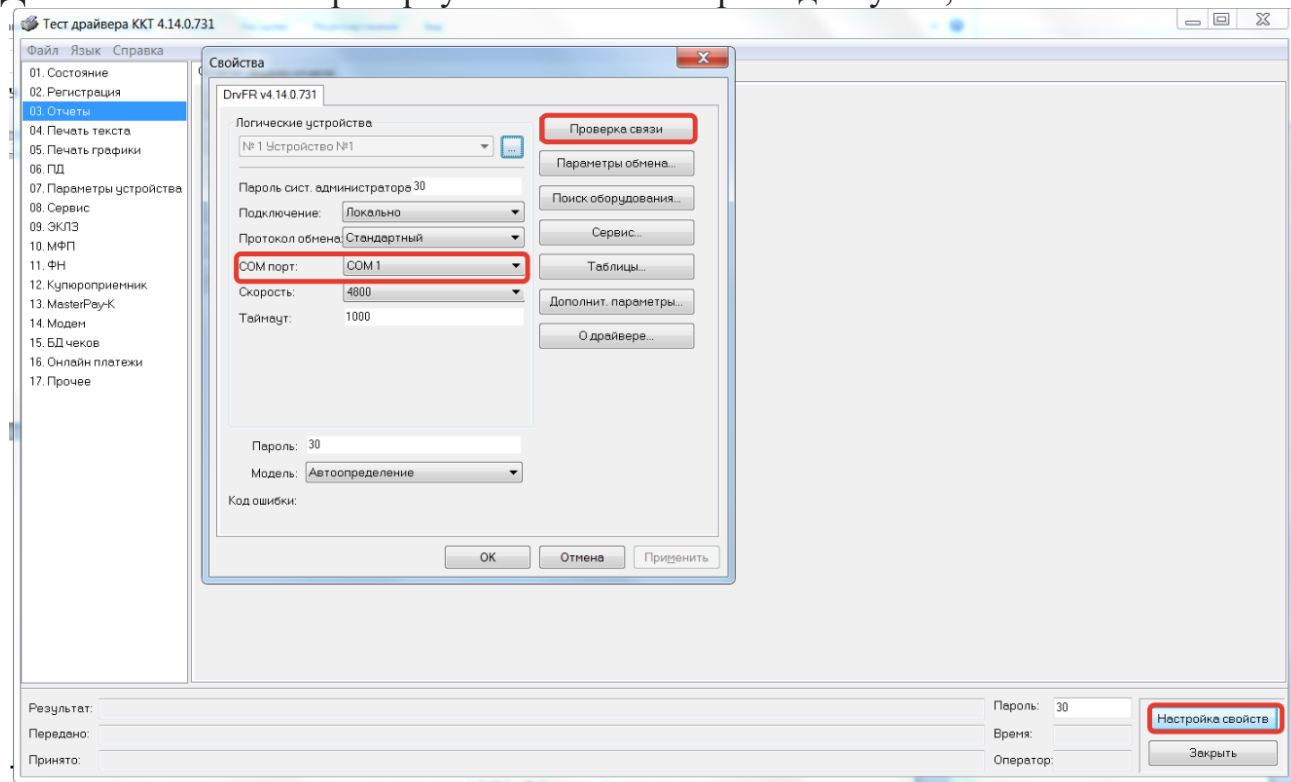 Тест драйвера ККТ 4.14.0.731
Файл Язык Справка
01. Состояние
02. Регистрация
03. Отчеты
04. Печать текста
05. Печать графики
06. ПД
07. Параметры устройства
08. Сервис
09. ЭКЛЗ
10. МФП
11. ФН
12. Купюроприемник
13. MasterPay-K
14. Модем
15. БД чеков
16. Онлайн платежи
17. Прочее
Свойства
DrvFR v4.14.0.731
Логические устройства
№ 1 Устройство №1
...
Пароль сист. администратора 30
Подключение: Локально
Протокол обмена: Стандартный
COM порт: COM 1
Скорость: 4800
Таймаут: 1000
Проверка связи
Параметры обмена...
Поиск оборудования...
Сервис...
Таблицы...
Дополнит. параметры...
О драйвере...
Пароль: 30
Модель: Автоопределение
Код ошибки:
OK Отмена Применить
Результат:
Передано:
Принято:
Пароль: 30
Время:
Оператор:
Настройка свойств
Закрыть